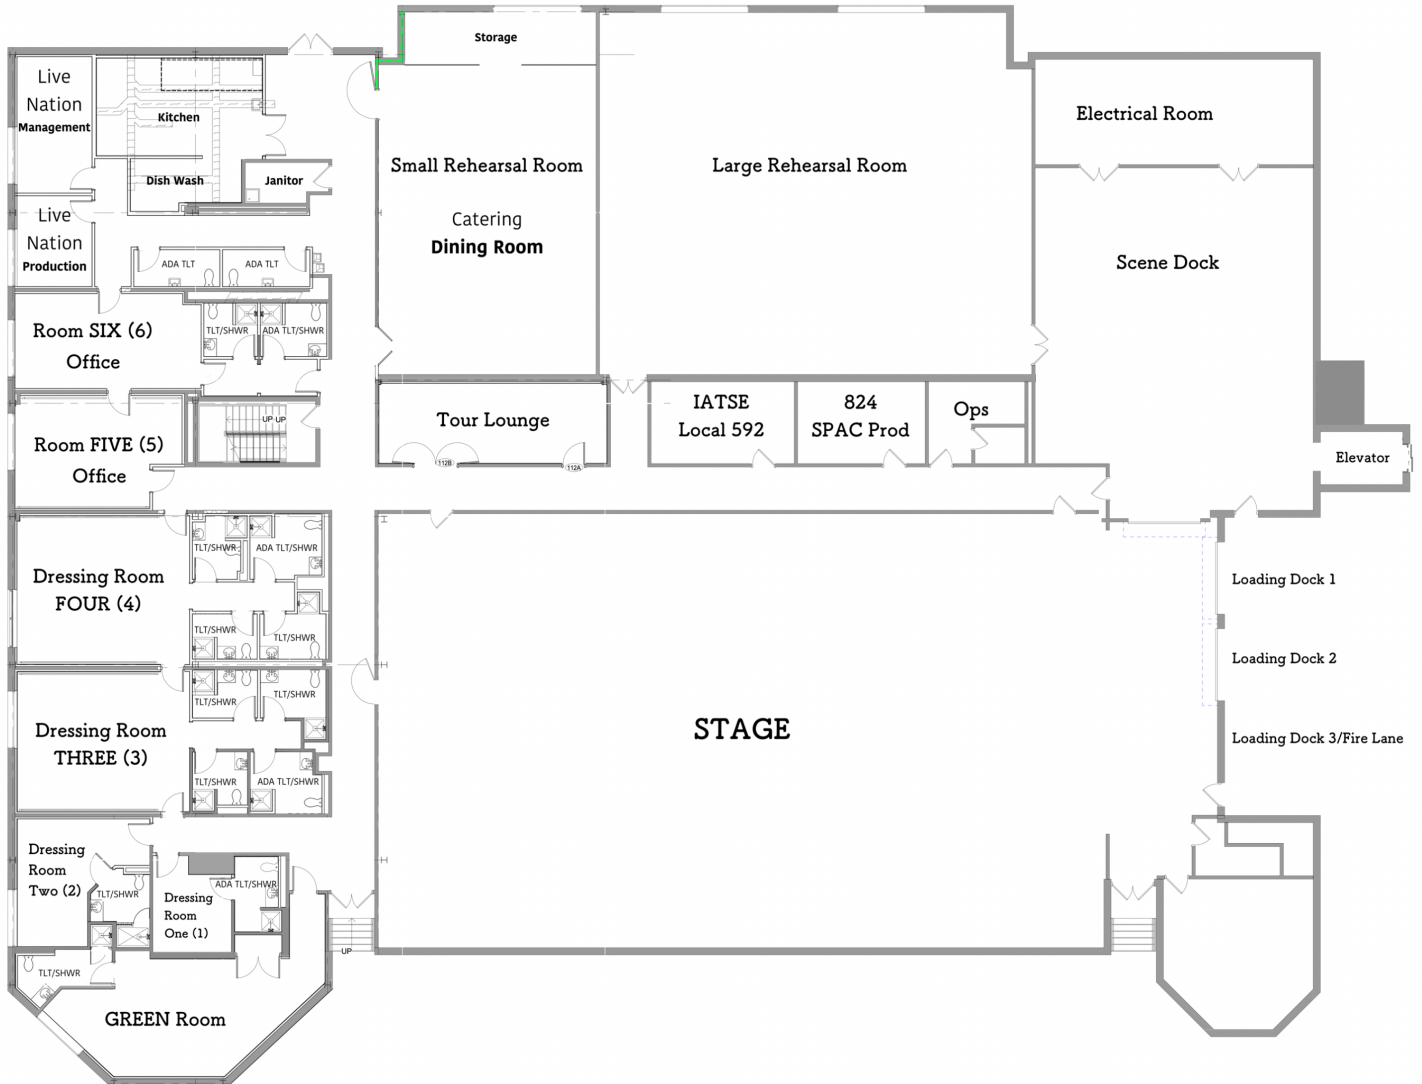 Storage
Live
Nation
Management
Kitchen
Electrical Room
Small Rehearsal Room
Large Rehearsal Room
Dish Wash
Janitor
Live
Nation
Production
Catering
Dining Room
Scene Dock
ADA TLT
ADA TLT
Room SIX (6)
Office
TLT/SHWR
ADA TLT/SHWR
UP UP
Tour Lounge
112B
112A
IATSE
Local 592
824
SPAC Prod
Ops
Room FIVE (5)
Office
Elevator
TLT/SHWR
ADA TLT/SHWR
Dressing Room
FOUR (4)
Loading Dock 1
TLT/SHWR
TLT/SHWR
Loading Dock 2
TLT/SHWR
TLT/SHWR
Dressing Room
THREE (3)
STAGE
Loading Dock 3/Fire Lane
TLT/SHWR
ADA TLT/SHWR
Dressing
Room
Two (2)
TLT/SHWR
ADA TLT/SHWR
Dressing
Room
One (1)
UP
TLT/SHWR
GREEN Room